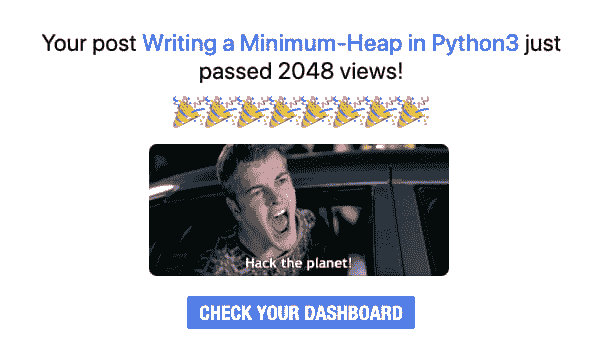 Your post Writing a Minimum-Heap in Python3 just
passed 2048 views!
Hack the planet!
CHECK YOUR DASHBOARD